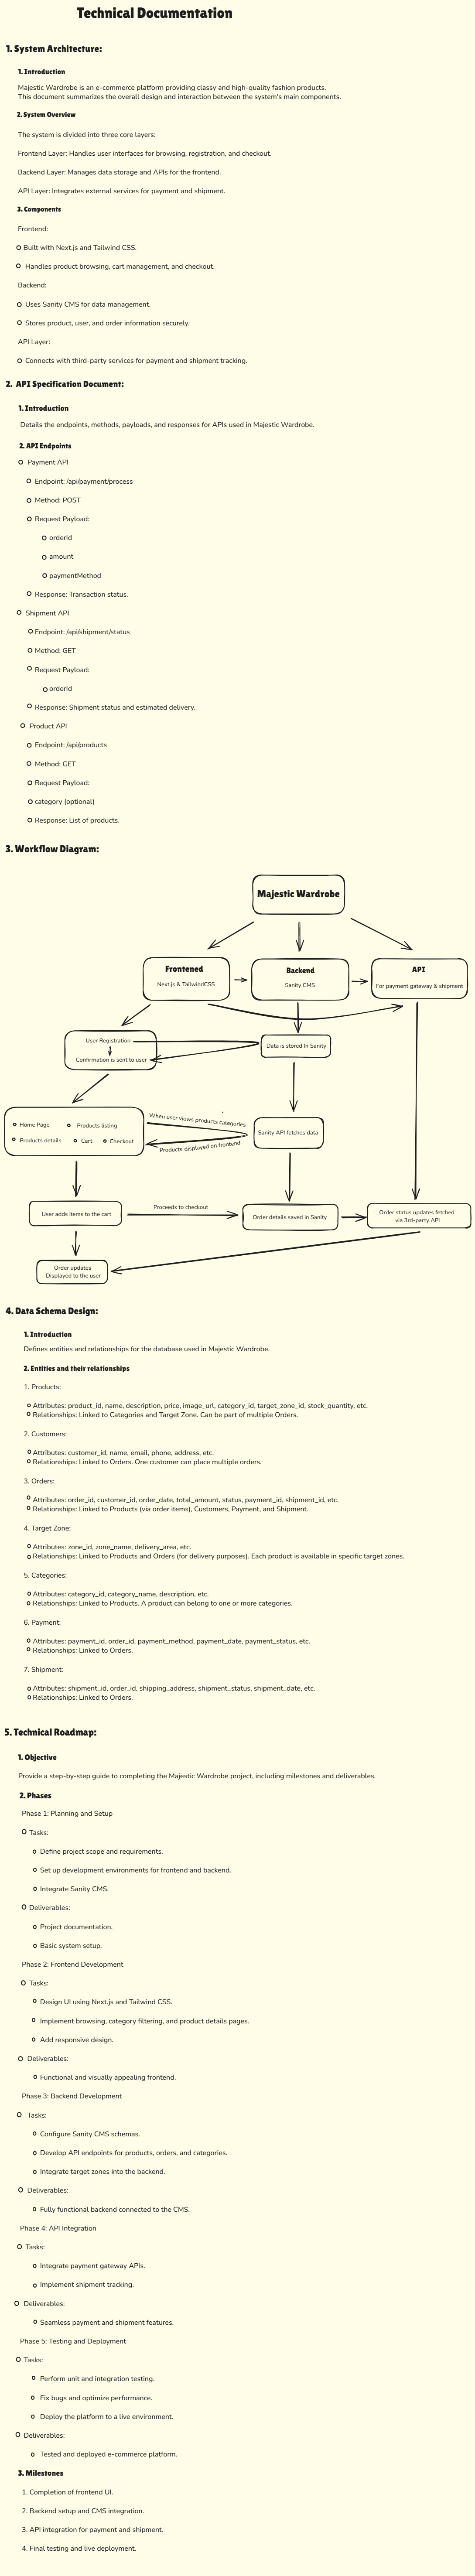 Technical Documentation
1. System Architecture:
1. Introduction
Majestic Wardrobe is an e-commerce platform providing classy and high-quality fashion products.
This document summarizes the overall design and interaction between the system's main components.
2. System Overview
The system is divided into three core layers:
Frontend Layer: Handles user interfaces for browsing, registration, and checkout.
Backend Layer: Manages data storage and APIs for the frontend.
API Layer: Integrates external services for payment and shipment.
3. Components
Frontend:
Built with Next.js and Tailwind CSS.
Handles product browsing, cart management, and checkout.
Backend:
Uses Sanity CMS for data management.
Stores product, user, and order information securely.
API Layer:
Connects with third-party services for payment and shipment tracking.
2. API Specification Document:
1. Introduction
Details the endpoints, methods, payloads, and responses for APIs used in Majestic Wardrobe.
2. API Endpoints
Payment API
Endpoint: /api/payment/process
Method: POST
Request Payload:
orderId
amount
paymentMethod
Response: Transaction status.
Shipment API
Endpoint: /api/shipment/status
Method: GET
Request Payload:
orderId
Response: Shipment status and estimated delivery.
Product API
Endpoint: /api/products
Method: GET
Request Payload:
category (optional)
Response: List of products.
3. Workflow Diagram:
Majestic Wardrobe
Frontened
Next.js & TailwindCSS
Backend
Sanity CMS
API
For payment gateway & shipment
User Registration
Confirmation is sent to user
Data is stored In Sanity
Home Page
Products listing
Products details
Cart
Checkout
When user views products categories
Products displayed on frontend
Sanity API fetches data
User adds items to the cart
Proceeds to checkout
Order details saved in Sanity
Order status updates fetched
via 3rd-party API
Order updates
Displayed to the user
4. Data Schema Design:
1. Introduction
Defines entities and relationships for the database used in Majestic Wardrobe.
2. Entities and their relationships
1. Products:
Attributes: product_id, name, description, price, image_url, category_id, target_zone_id, stock_quantity, etc.
Relationships: Linked to Categories and Target Zone. Can be part of multiple Orders.
2. Customers:
Attributes: customer_id, name, email, phone, address, etc.
Relationships: Linked to Orders. One customer can place multiple orders.
3. Orders:
Attributes: order_id, customer_id, order_date, total_amount, status, payment_id, shipment_id, etc.
Relationships: Linked to Products (via order items), Customers, Payment, and Shipment.
4. Target Zone:
Attributes: zone_id, zone_name, delivery_area, etc.
Relationships: Linked to Products and Orders (for delivery purposes). Each product is available in specific target zones.
5. Categories:
Attributes: category_id, category_name, description, etc.
Relationships: Linked to Products. A product can belong to one or more categories.
6. Payment:
Attributes: payment_id, order_id, payment_method, payment_date, payment_status, etc.
Relationships: Linked to Orders.
7. Shipment:
Attributes: shipment_id, order_id, shipping_address, shipment_status, shipment_date, etc.
Relationships: Linked to Orders.
5. Technical Roadmap:
1. Objective
Provide a step-by-step guide to completing the Majestic Wardrobe project, including milestones and deliverables.
2. Phases
Phase 1: Planning and Setup
Tasks:
Define project scope and requirements.
Set up development environments for frontend and backend.
Integrate Sanity CMS.
Deliverables:
Project documentation.
Basic system setup.
Phase 2: Frontend Development
Tasks:
Design UI using Next.js and Tailwind CSS.
Implement browsing, category filtering, and product details pages.
Add responsive design.
Deliverables:
Functional and visually appealing frontend.
Phase 3: Backend Development
Tasks:
Configure Sanity CMS schemas.
Develop API endpoints for products, orders, and categories.
Integrate target zones into the backend.
Deliverables:
Fully functional backend connected to the CMS.
Phase 4: API Integration
Tasks:
Integrate payment gateway APIs.
Implement shipment tracking.
Deliverables:
Seamless payment and shipment features.
Phase 5: Testing and Deployment
Tasks:
Perform unit and integration testing.
Fix bugs and optimize performance.
Deploy the platform to a live environment.
Deliverables:
Tested and deployed e-commerce platform.
3. Milestones
1. Completion of frontend UI.
2. Backend setup and CMS integration.
3. API integration for payment and shipment.
4. Final testing and live deployment.